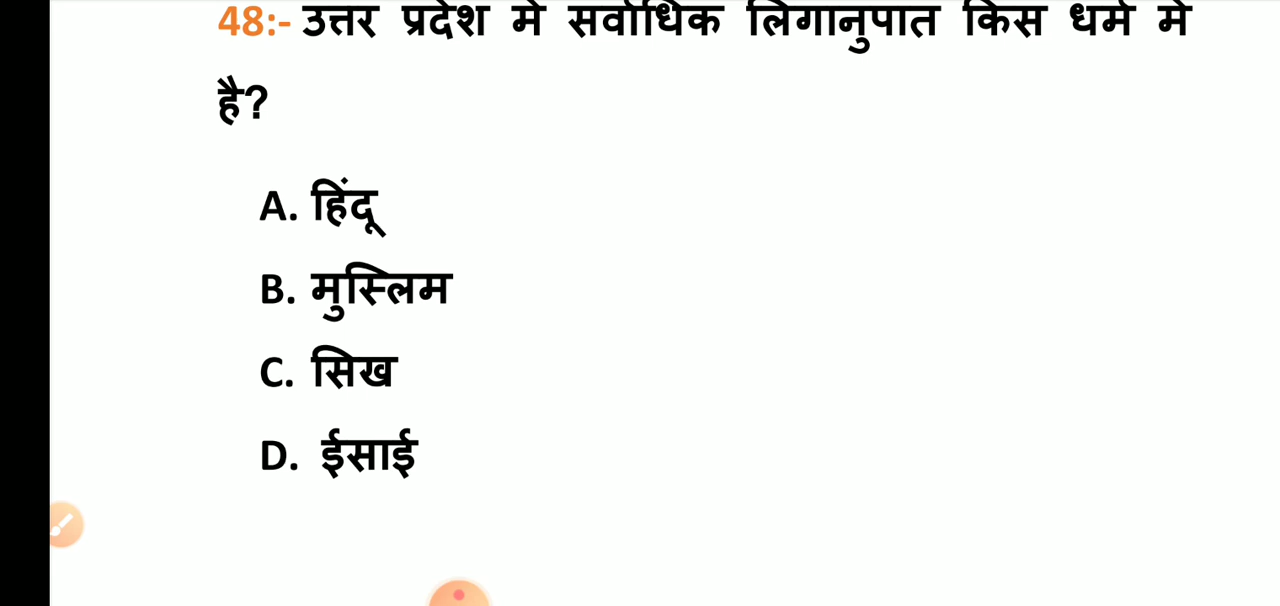 48:- उत्तर प्रदेश में सर्वाधिक लिंगानुपात किस धर्म में
है?
A. हिंदू
B. मुस्लिम
C. सिख
D. ईसाई